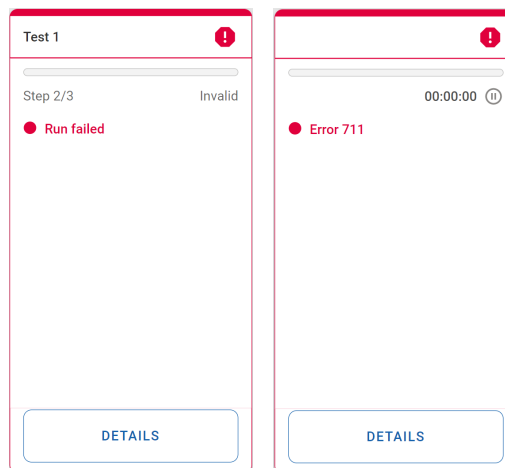 Test 1
Step 2/3 Invalid
Run failed
DETAILS
00:00:00
Error 711
DETAILS